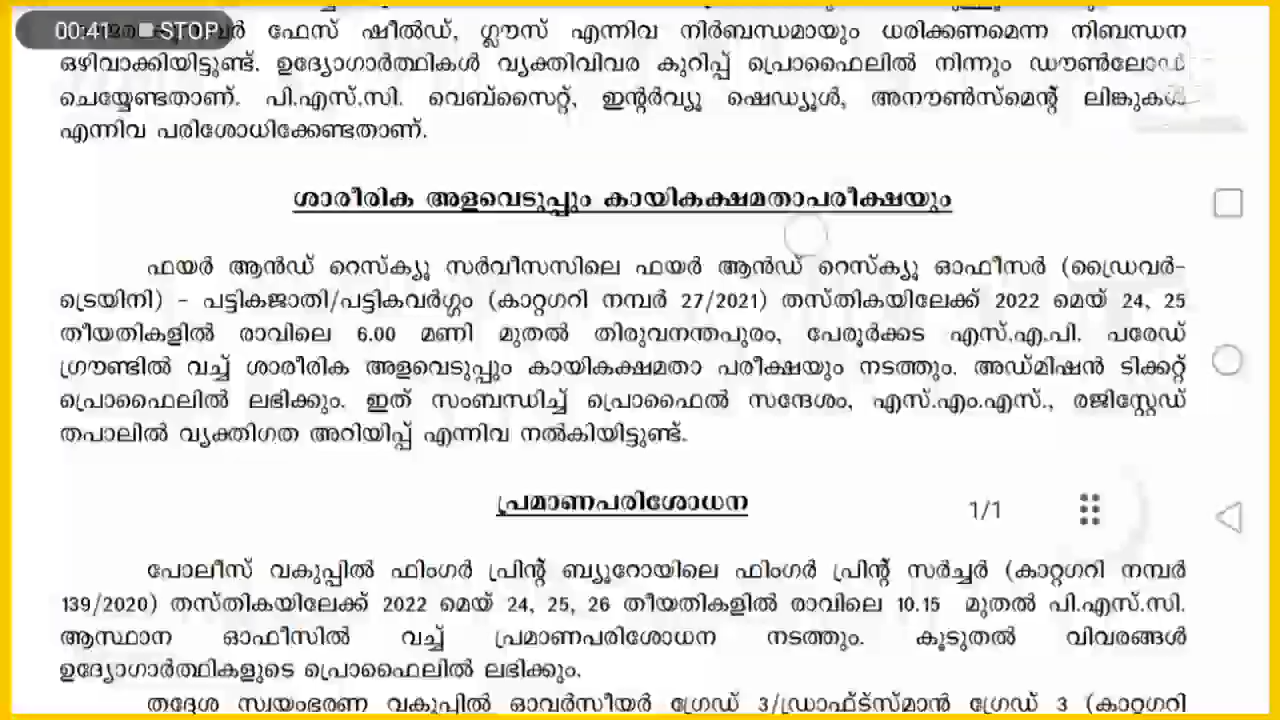 00:41 STOP
ഫേസ് ഷീൽഡ്, ഗ്ലൗസ് എന്നിവ നിർബന്ധമായും ധരിക്കണമെന്ന നിബന്ധന
ഒഴിവാക്കിയിട്ടുണ്ട്. ഉദ്യോഗാർത്ഥികൾ വ്യക്തിവിവര കുറിപ്പ് പ്രൊഫൈലിൽ നിന്നും ഡൗൺലോഡ്
ചെയ്യേണ്ടതാണ്. പി.എസ്.സി. വെബ്സൈറ്റ്, ഇന്റർവ്യൂ ഷെഡ്യൂൾ, അനൗൺസ്മെന്റ് ലിങ്കുകൾ
എന്നിവ പരിശോധിക്കേണ്ടതാണ്.
ശാരീരിക അളവെടുപ്പും കായികക്ഷമതാപരീക്ഷയും
ഫയർ ആൻഡ് റെസ്ക്യൂ സർവീസസിലെ ഫയർ ആൻഡ് റെസ്ക്യൂ ഓഫീസർ (ഡ്രൈവർ-
ട്രെയിനി) - പട്ടികജാതി/പട്ടികവർഗ്ഗം (കാറ്റഗറി നമ്പർ 27/2021) തസ്തികയിലേക്ക് 2022 മെയ് 24, 25
തീയതികളിൽ രാവിലെ 6.00 മണി മുതൽ തിരുവനന്തപുരം, പേരൂർക്കട എസ്.എ.പി. പരേഡ്
ഗ്രൗണ്ടിൽ വച്ച് ശാരീരിക അളവെടുപ്പും കായികക്ഷമതാ പരീക്ഷയും നടത്തും. അഡ്മിഷൻ ടിക്കറ്റ്
പ്രൊഫൈലിൽ ലഭിക്കും. ഇത് സംബന്ധിച്ച് പ്രൊഫൈൽ സന്ദേശം, എസ്.എം.എസ്., രജിസ്റ്റേഡ്
തപാലിൽ വ്യക്തിഗത അറിയിപ്പ് എന്നിവ നൽകിയിട്ടുണ്ട്.
പ്രമാണപരിശോധന
1/1
പോലീസ് വകുപ്പിൽ ഫിംഗർ പ്രിന്റ് ബ്യൂറോയിലെ ഫിംഗർ പ്രിന്റ് സർച്ചർ (കാറ്റഗറി നമ്പർ
139/2020) തസ്തികയിലേക്ക് 2022 മെയ് 24, 25, 26 തീയതികളിൽ രാവിലെ 10.15 മുതൽ പി.എസ്.സി.
ആസ്ഥാന ഓഫീസിൽ വച്ച് പ്രമാണപരിശോധന നടത്തും. കൂടുതൽ വിവരങ്ങൾ
ഉദ്യോഗാർത്ഥികളുടെ പ്രൊഫൈലിൽ ലഭിക്കും.
തദ്ദേശ സ്വയംഭരണ വകുപ്പിൽ ഓവർസീയർ ഗ്രേഡ് 3/ഡ്രാഫ്ട്സ്മാൻ ഗ്രേഡ് 3 (കാറ്റഗറി